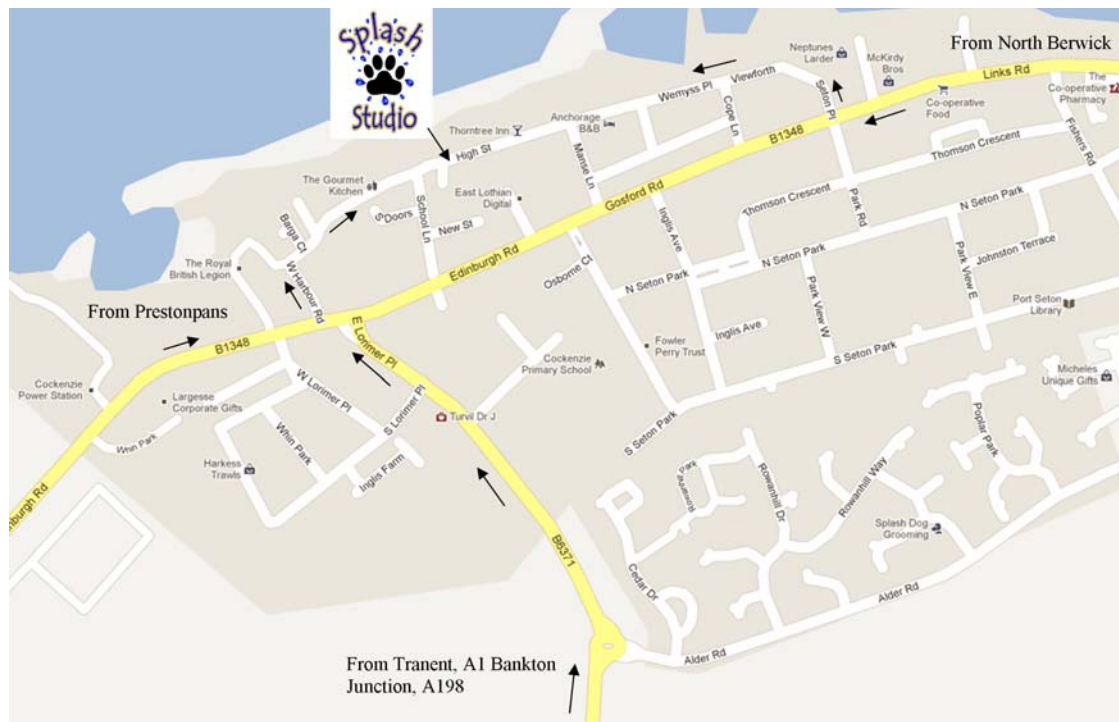 Splash
Studio
From North Berwick
Neptunes
Larder
McKirdy
Bros
Links Rd
The
Co-operative
Pharmacy
Co-operative
Food
Viewforth
Wemyss Pl
Seton Pl
Cope Ln
B1348
Fishers Rd
Anchorage
B&B
Thorntree Inn
High St
Manse Ln
Thomson Crescent
The Gourmet
Kitchen
East Lothian
Digital
Gosford Rd
Thomson Crescent
Park Rd
N Seton Park
S Doors
School Ln
New St
Inglis Ave
Barga Ct
Edinburgh Rd
Osborne Ct
N Seton Park
N Seton Park
Park View E
Johnston Terrace
The Royal
British Legion
W Harbour Rd
From Prestonpans
Park View W
Port Seton
Library
B1348
E Lorimer Pl
Inglis Ave
Fowler
Perry Trust
S Seton Park
Cockenzie
Primary School
Cockenzie
Power Station
Largesse
Corporate Gifts
W Lorimer Pl
S Lorimer Pl
Micheles
Unique Gifts
Turvil Dr J
Poplar Park
Whin Park
Whin Park
S Seton Park
Harkess
Trawls
Inglis Farm
Rowanhill Park
Rowanhill Dr
Rowanhill Way
nburgh Rd
Splash Dog
Grooming
B6371
Cedar Dr
Alder Rd
From Tranent, A1 Bankton
Junction, A198
Alder Rd